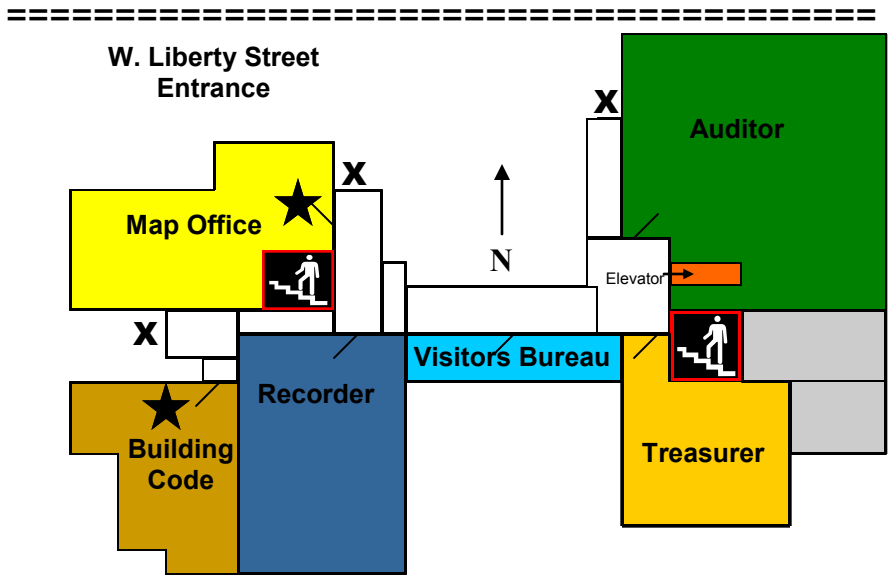 W. Liberty Street
Entrance
X
Auditor
X
Map Office
N
Elevator
X
Visitors Bureau
Recorder
Building
Code
Treasurer